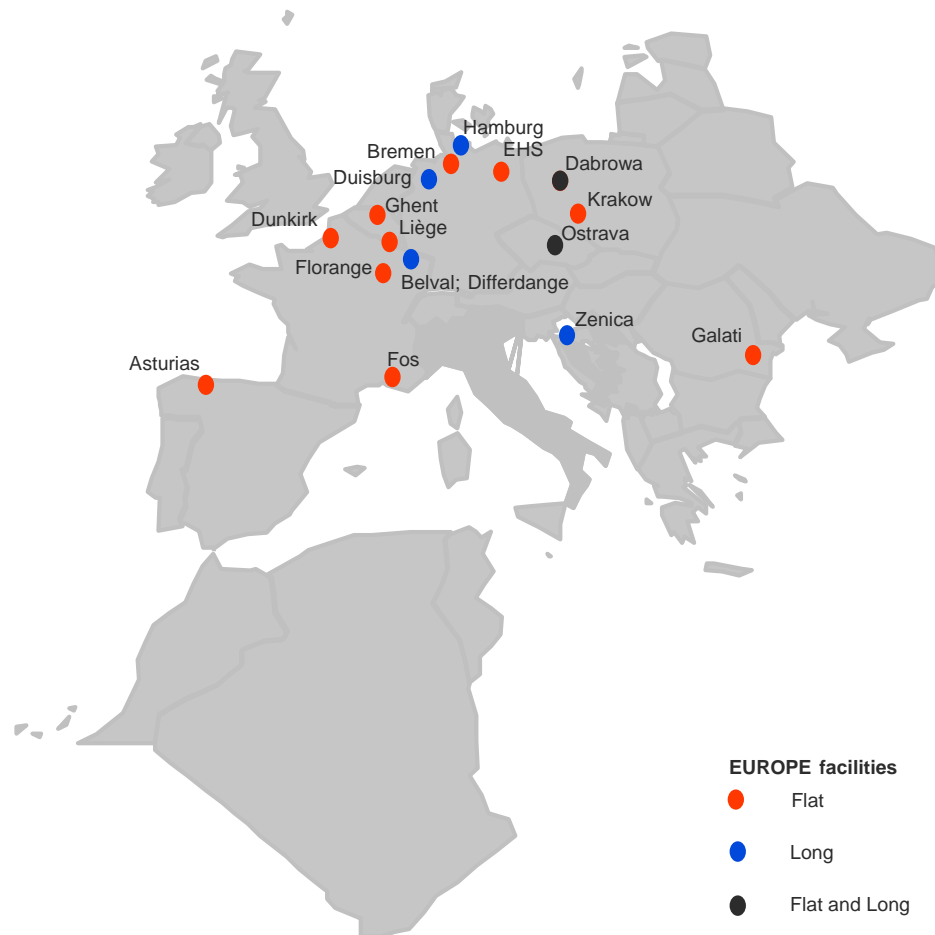 Hamburg
Bremen
EHS
Duisburg
Dabrowa
Ghent
Krakow
Dunkirk
Liège
Ostrava
Florange
Belval; Differdange
Zenica
Galati
Asturias
Fos
EUROPE facilities
Flat
Long
Flat and Long